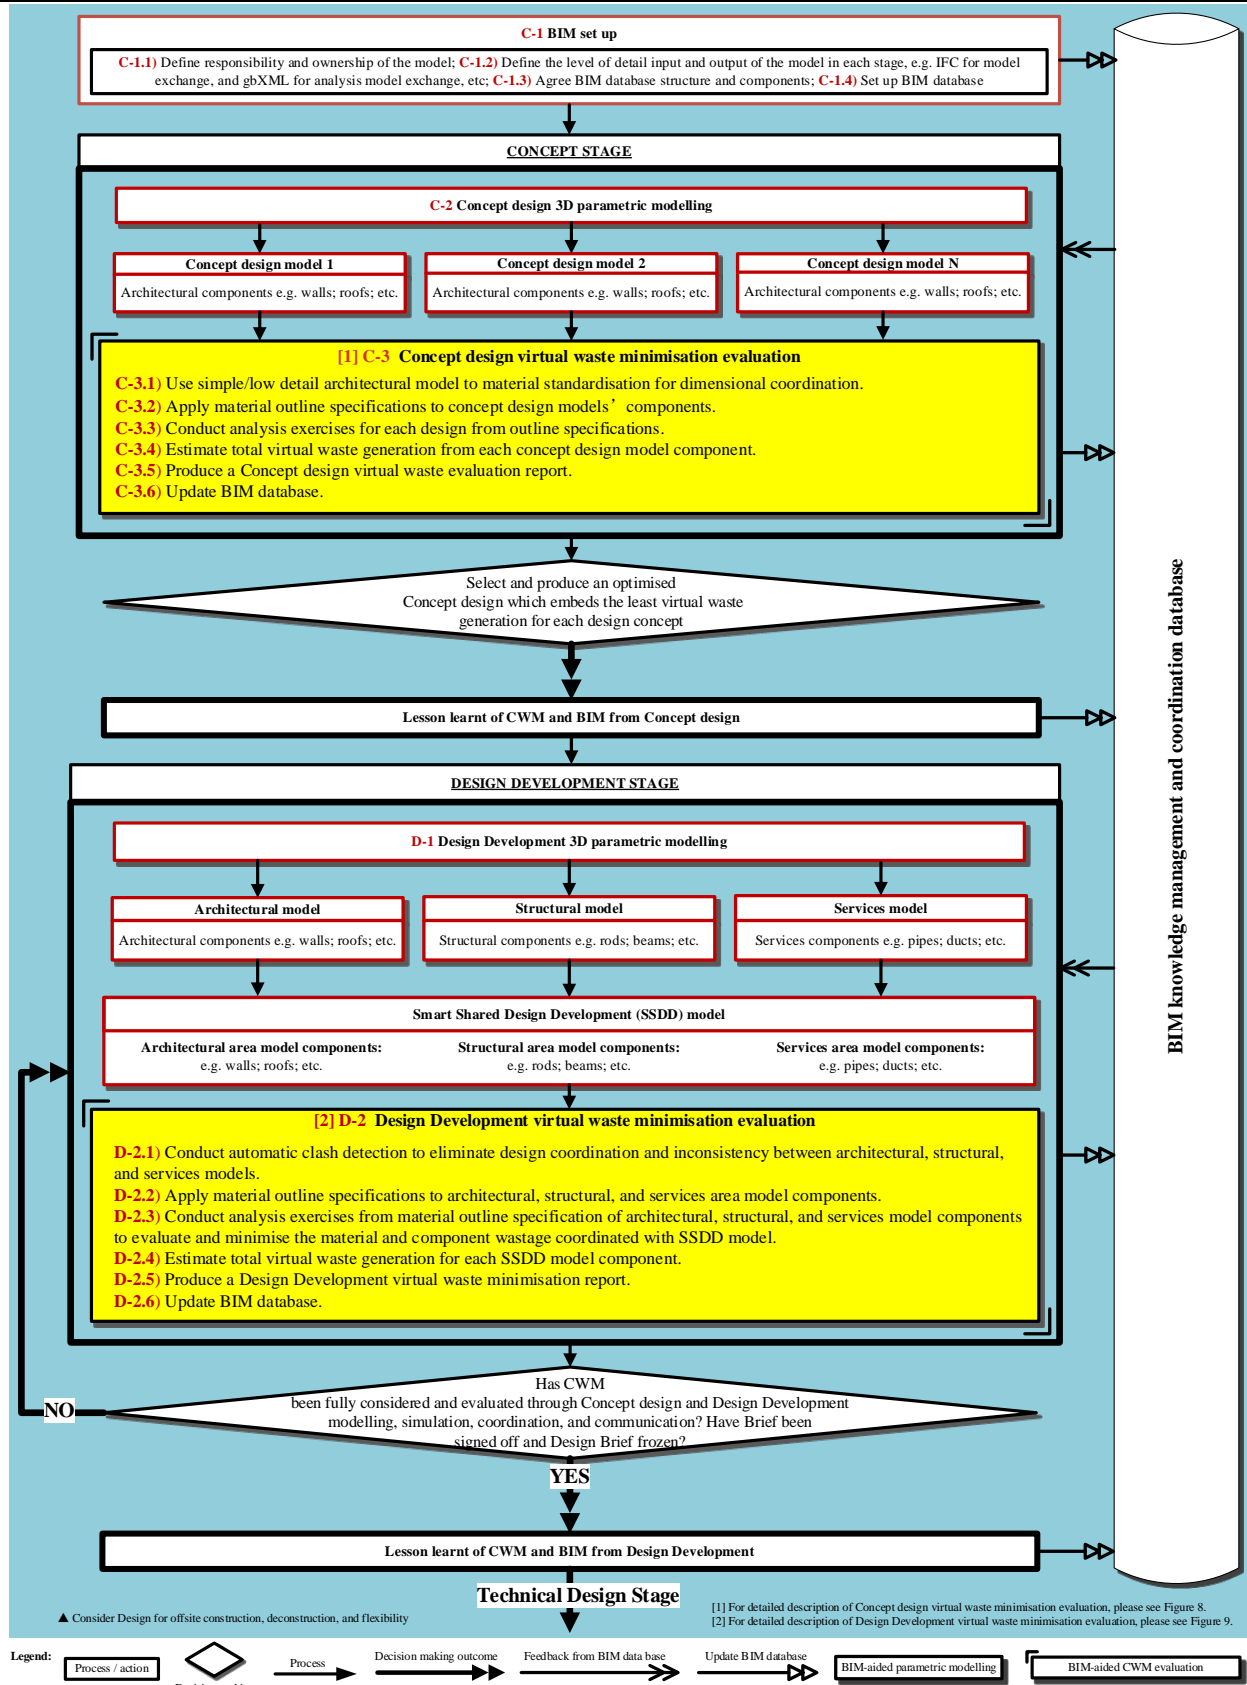 C-1 BIM set up
C-1.1) Define responsibility and ownership of the model; C-1.2) Define the level of detail input and output of the model in each stage, e.g. IFC for model
exchange, and gbXML for analysis model exchange, etc; C-1.3) Agree BIM database structure and components; C-1.4) Set up BIM database
CONCEPT STAGE
C-2 Concept design 3D parametric modelling
Concept design model 1
Architectural components e.g. walls; roofs; etc.
Concept design model 2
Architectural components e.g. walls; roofs; etc.
Concept design model N
Architectural components e.g. walls; roofs; etc.
[1] C-3 Concept design virtual waste minimisation evaluation
C-3.1) Use simple/low detail architectural model to material standardisation for dimensional coordination.
C-3.2) Apply material outline specifications to concept design models’ components.
C-3.3) Conduct analysis exercises for each design from outline specifications.
C-3.4) Estimate total virtual waste generation from each concept design model component.
C-3.5) Produce a Concept design virtual waste evaluation report.
C-3.6) Update BIM database.
Select and produce an optimised
Concept design which embeds the least virtual waste
generation for each design concept
Lesson learnt of CWM and BIM from Concept design
DESIGN DEVELOPMENT STAGE
D-1 Design Development 3D parametric modelling
Architectural model
Architectural components e.g. walls; roofs; etc.
Structural model
Structural components e.g. rods; beams; etc.
Services model
Services components e.g. pipes; ducts; etc.
Smart Shared Design Development (SSDD) model
Architectural area model components:
e.g. walls; roofs; etc.
Structural area model components:
e.g. rods; beams; etc.
Services area model components:
e.g. pipes; ducts; etc.
[2] D-2 Design Development virtual waste minimisation evaluation
D-2.1) Conduct automatic clash detection to eliminate design coordination and inconsistency between architectural, structural,
and services models.
D-2.2) Apply material outline specifications to architectural, structural, and services area model components.
D-2.3) Conduct analysis exercises from material outline specification of architectural, structural, and services model components
to evaluate and minimise the material and component wastage coordinated with SSDD model.
D-2.4) Estimate total virtual waste generation for each SSDD model component.
D-2.5) Produce a Design Development virtual waste minimisation report.
D-2.6) Update BIM database.
Has CWM
been fully considered and evaluated through Concept design and Design Development
modelling, simulation, coordination, and communication? Have Brief been
signed off and Design Brief frozen?
NO
YES
Lesson learnt of CWM and BIM from Design Development
Technical Design Stage
BIM knowledge management and coordination database
▲ Consider Design for offsite construction, deconstruction, and flexibility
[1] For detailed description of Concept design virtual waste minimisation evaluation, please see Figure 8.
[2] For detailed description of Design Development virtual waste minimisation evaluation, please see Figure 9.
Legend:
Process / action
Process
Decision making outcome
Feedback from BIM data base
Update BIM database
BIM-aided parametric modelling
BIM-aided CWM evaluation